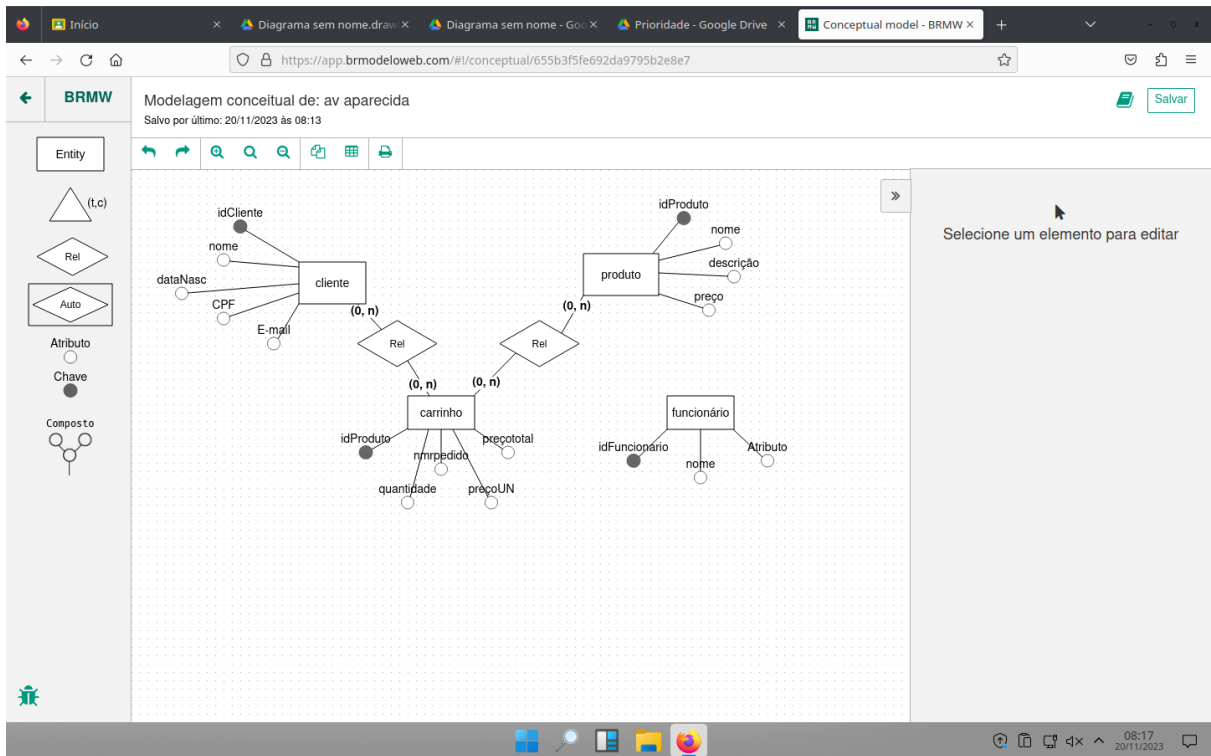 Início
Diagrama sem nome.draw
Diagrama sem nome - Goo
Prioridade - Google Drive
Conceptual model - BRMW
https://app.brmodeloweb.com/#!/conceptual/655b3f5fe692da9795b2e8e7
BRMW
Modelagem conceitual de: av aparecida
Salvo por último: 20/11/2023 às 08:13
Salvar
Entity
(t,c)
Rel
Auto
Atributo
Chave
Composto
Selecione um elemento para editar
idCliente
nome
dataNasc
CPF
E-mail
cliente
(0, n)
Rel
(0, n)
idProduto
nome
descrição
preço
produto
(0, n)
Rel
(0, n)
carrinho
idProduto
nmrpedido
preçototal
quantidade
preçoUN
funcionário
idFuncionario
nome
Atributo
08:17
20/11/2023